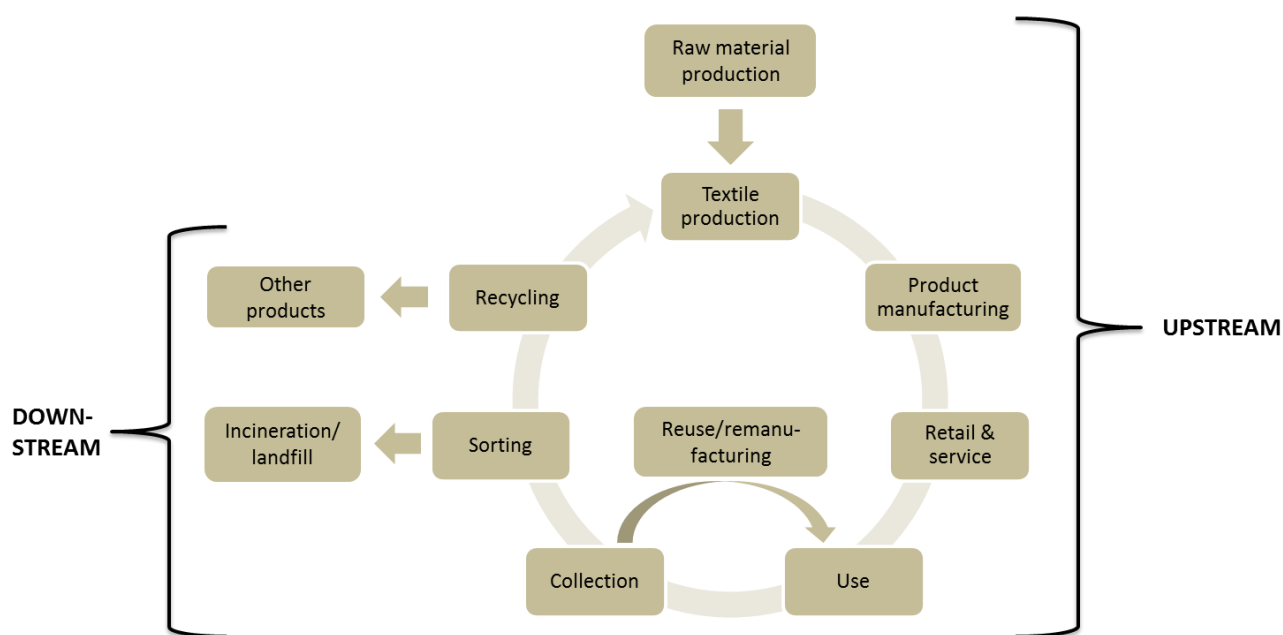 Raw material
production
Textile
production
Other
products
Recycling
Product
manufacturing
UPSTREAM
DOWN-
STREAM
Incineration/
landfill
Sorting
Reuse/remanu-
facturing
Retail &
service
Collection
Use